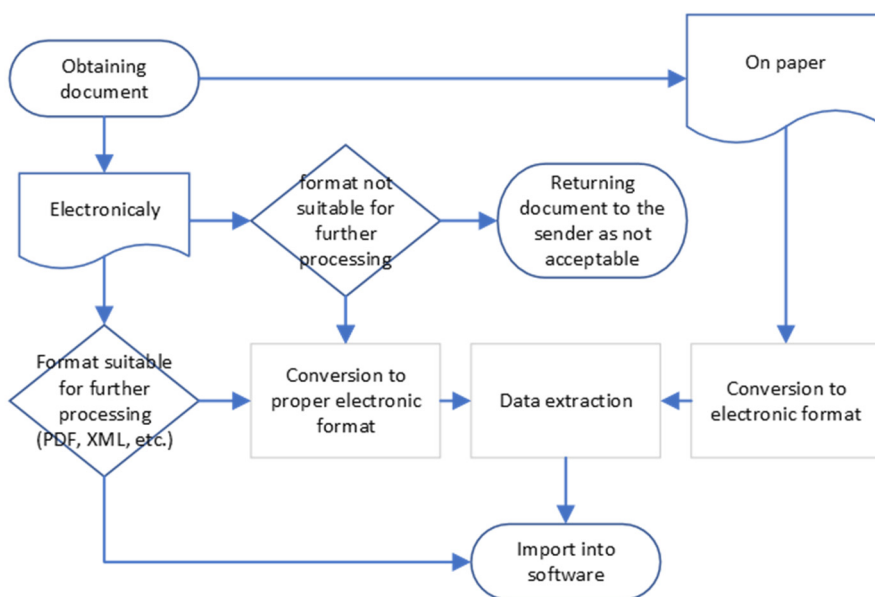 Obtaining
document
On paper
Electronicaly
format not
suitable for
further
processing
Returning
document to the
sender as not
acceptable
Format suitable
for further
processing
(PDF, XML, etc.)
Conversion to
proper electronic
format
Data extraction
Conversion to
electronic format
Import into
software